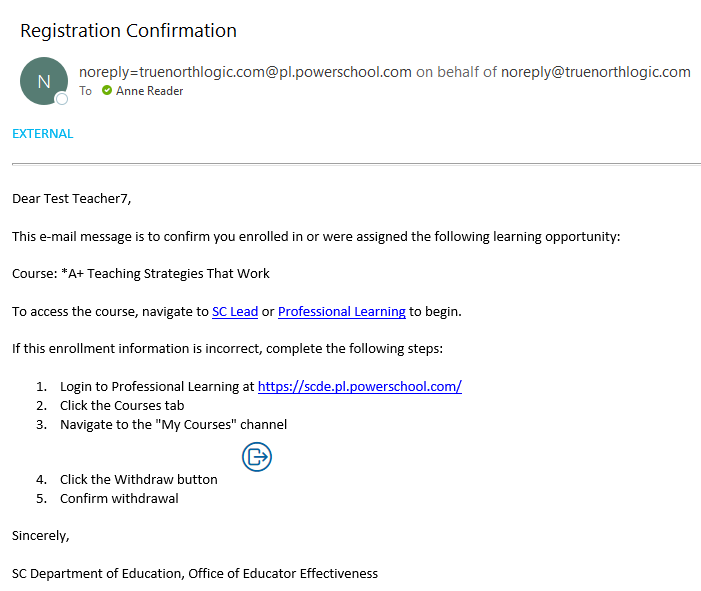 Registration Confirmation
N
noreply=truenorthlogic.com@pl.powerschool.com on behalf of noreply@truenorthlogic.com
To Anne Reader
EXTERNAL
Dear Test Teacher7,
This e-mail message is to confirm you enrolled in or were assigned the following learning opportunity:
Course: *A+ Teaching Strategies That Work
To access the course, navigate to SC Lead or Professional Learning to begin.
If this enrollment information is incorrect, complete the following steps:
1. Login to Professional Learning at https://scde.pl.powerschool.com/
2. Click the Courses tab
3. Navigate to the "My Courses" channel
4. Click the Withdraw button
5. Confirm withdrawal
Sincerely,
SC Department of Education, Office of Educator Effectiveness